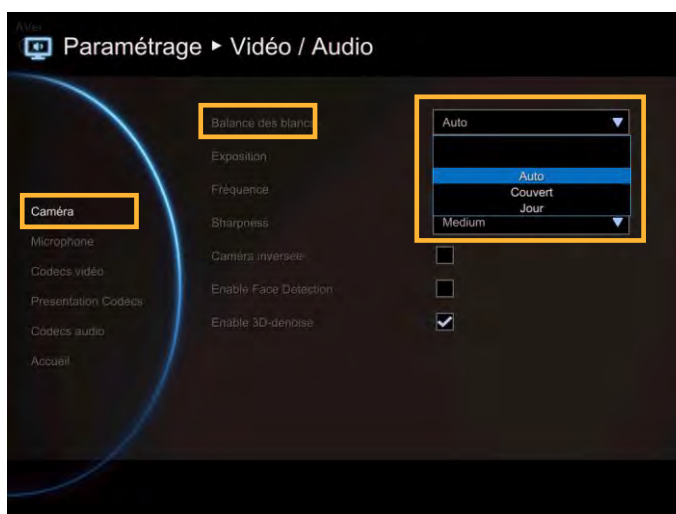 AVer
Paramétrage ► Vidéo / Audio
Balance des blancs
Auto
Exposition
Auto
Fréquence
Couvert
Jour
Caméra
Sharpness
Medium
Microphone
Caméra inversée
Codecs vidéo
Enable Face Detection
Presentation Codecs
Enable 3D-denoise
Codecs audio
Accueil